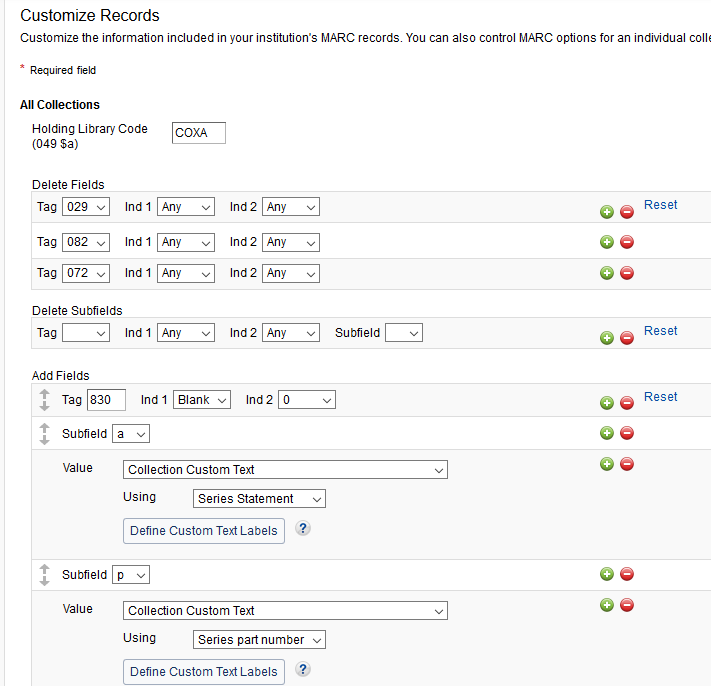 Customize Records
Customize the information included in your institution's MARC records. You can also control MARC options for an individual colle
* Required field
All Collections
Holding Library Code
(049 $a) COXA
Delete Fields
Tag 029 Ind 1 Any Ind 2 Any Reset
Tag 082 Ind 1 Any Ind 2 Any
Tag 072 Ind 1 Any Ind 2 Any
Delete Subfields
Tag Ind 1 Any Ind 2 Any Subfield Reset
Add Fields
Tag 830 Ind 1 Blank Ind 2 0 Reset
Subfield a
Value Collection Custom Text
Using Series Statement
Define Custom Text Labels ?
Subfield p
Value Collection Custom Text
Using Series part number
Define Custom Text Labels ?